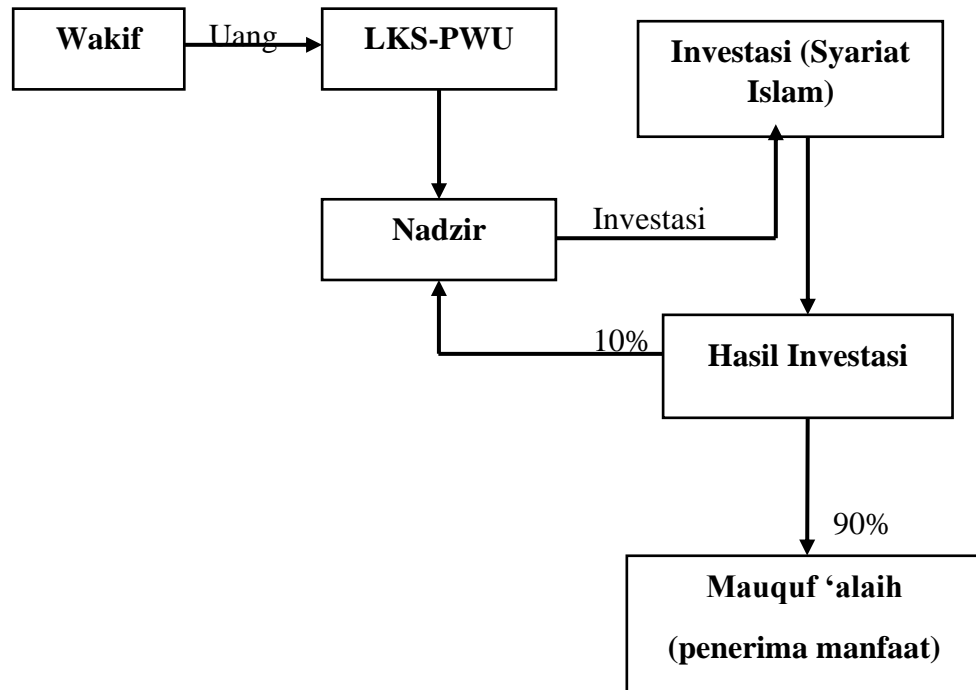 Wakif
Uang
LKS-PWU
Investasi (Syariat
Islam)
Nadzir
Investasi
10%
Hasil Investasi
90%
Mauquf ‘alaih
(penerima manfaat)